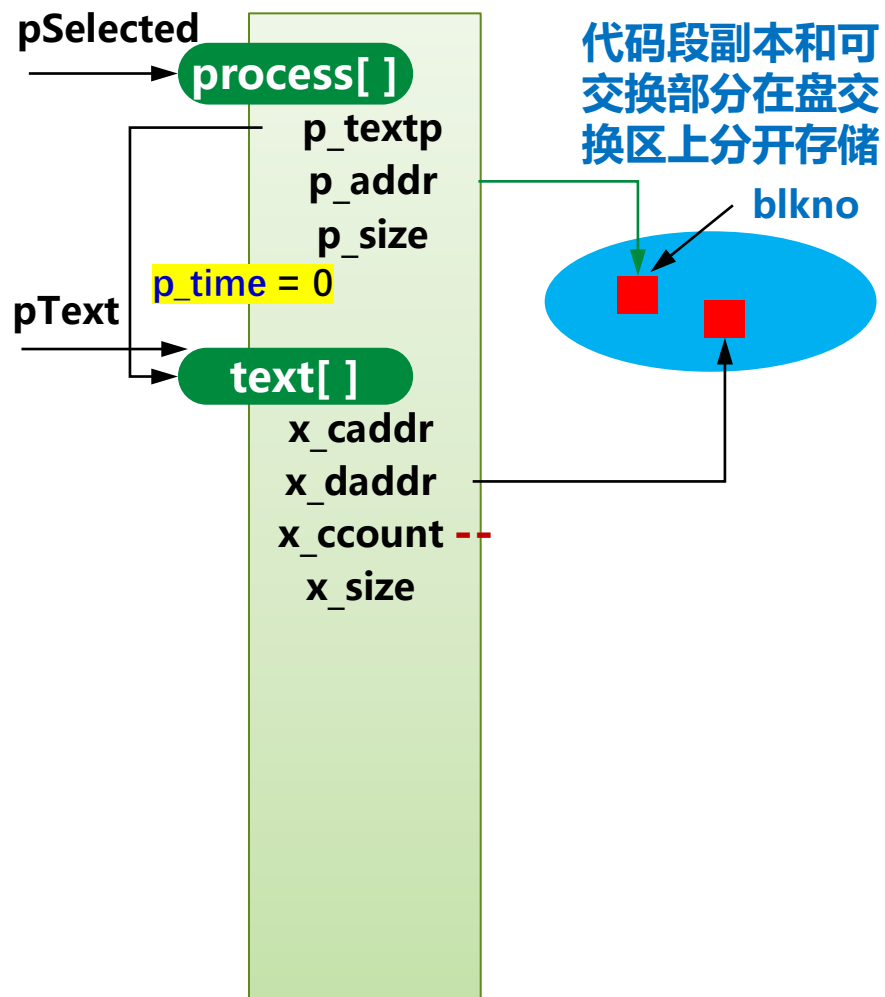 pSelected
process[ ]
代码段副本和可
交换部分在盘交
换区上分开存储
p_textp
p_addr
blkno
p_size
p_time = 0
pText
text[ ]
x_caddr
x_daddr
x_ccount --
x_size